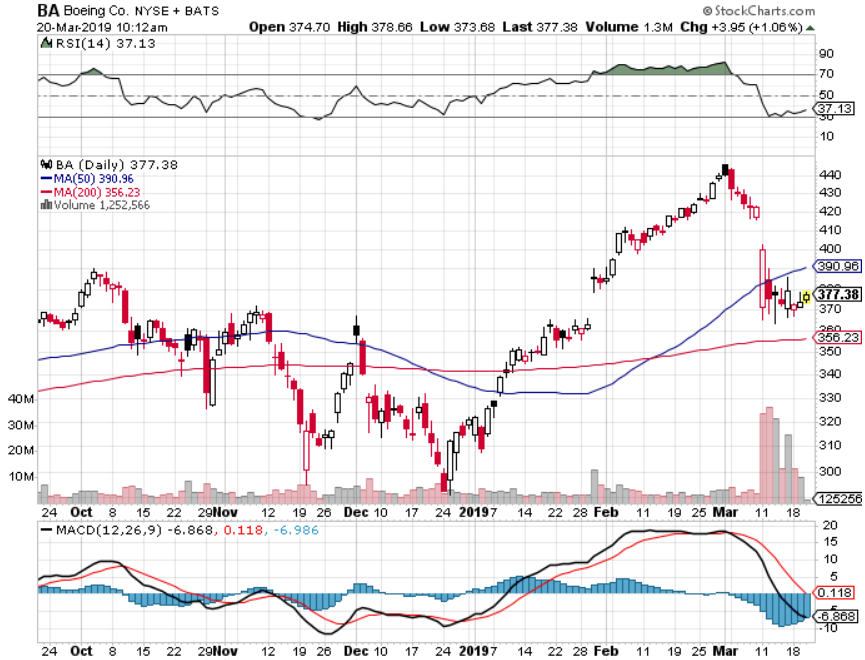 BA Boeing Co. NYSE + BATS © StockCharts.com
20-Mar-2019 10:12am Open 374.70 High 378.66 Low 373.68 Last 377.38 Volume 1.3M Chg +3.95 (+1.06%)
RSI(14) 37.13
90
70
50
37.13
30
10
BA (Daily) 377.38
MA(50) 390.96
MA(200) 356.23
Volume 1,252,566
440
430
420
410
400
390.96
377.38
370
360
356.23
350
340
330
320
310
300
40M
30M
20M
10M
1252566
24 Oct 8 15 22 29 Nov 12 19 26 Dec 10 17 24 2019 7 14 22 28 Feb 11 19 25 Mar 11 18
MACD(12,26,9) -6.868, 0.118, -6.986
20
15
10
5
0.118
-5
-6.868
-10
24 Oct 8 15 22 29 Nov 12 19 26 Dec 10 17 24 2019 7 14 22 28 Feb 11 19 25 Mar 11 18